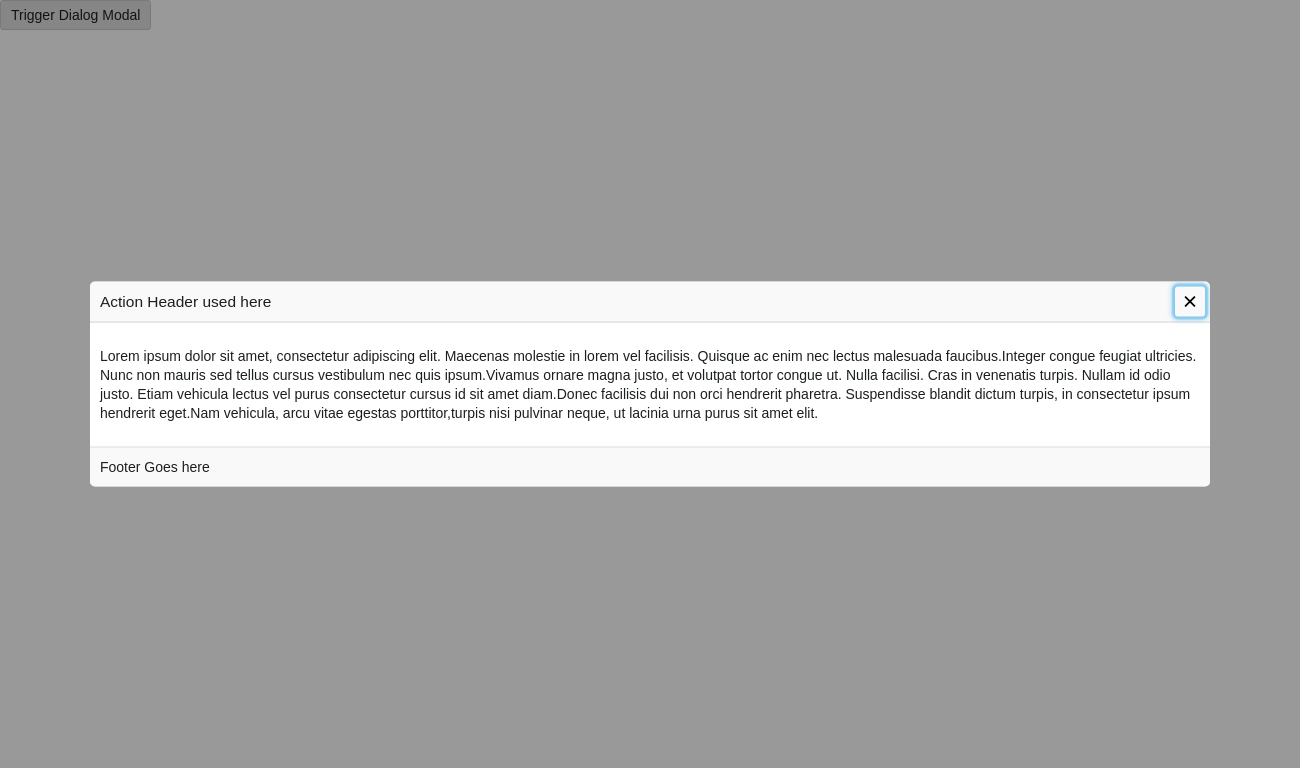 Trigger Dialog Modal
Action Header used here
Lorem ipsum dolor sit amet, consectetur adipiscing elit. Maecenas molestie in lorem vel facilisis. Quisque ac enim nec lectus malesuada faucibus.Integer congue feugiat ultricies.
Nunc non mauris sed tellus cursus vestibulum nec quis ipsum.Vivamus ornare magna justo, et volutpat tortor congue ut. Nulla facilisi. Cras in venenatis turpis. Nullam id odio
justo. Etiam vehicula lectus vel purus consectetur cursus id sit amet diam.Donec facilisis dui non orci hendrerit pharetra. Suspendisse blandit dictum turpis, in consectetur ipsum
hendrerit eget.Nam vehicula, arcu vitae egestas porttitor,turpis nisi pulvinar neque, ut lacinia urna purus sit amet elit.
Footer Goes here